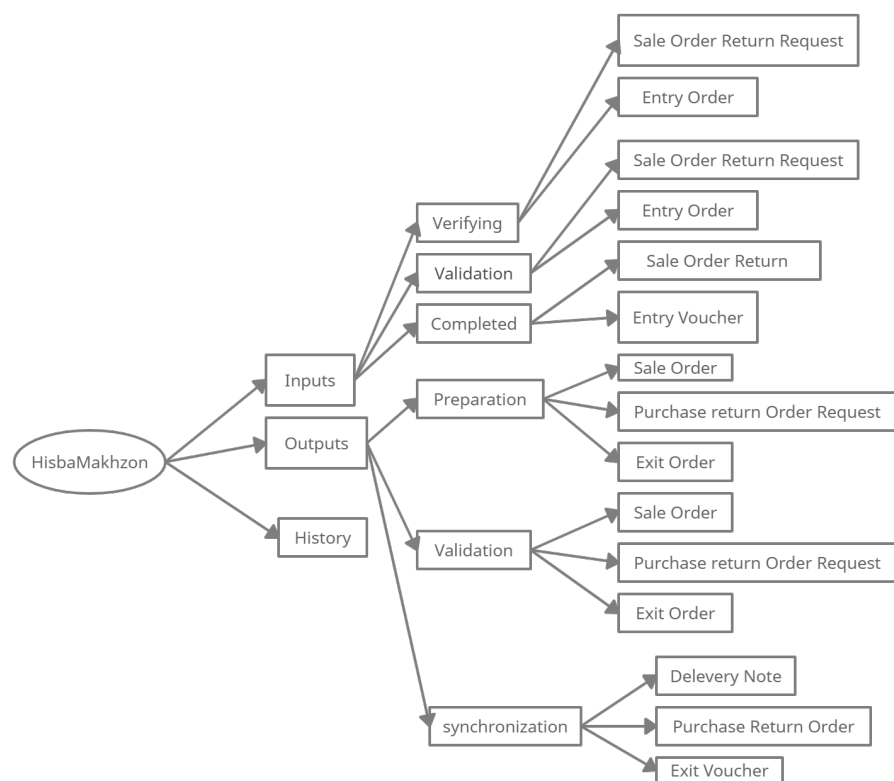 Sale Order Return Request
Entry Order
Sale Order Return Request
Entry Order
Verifying
Validation
Sale Order Return
Completed
Entry Voucher
Inputs
Sale Order
Preparation
Purchase return Order Request
Outputs
HisbaMakhzon
Exit Order
Sale Order
History
Validation
Purchase return Order Request
Exit Order
Delevery Note
synchronization
Purchase Return Order
Exit Voucher